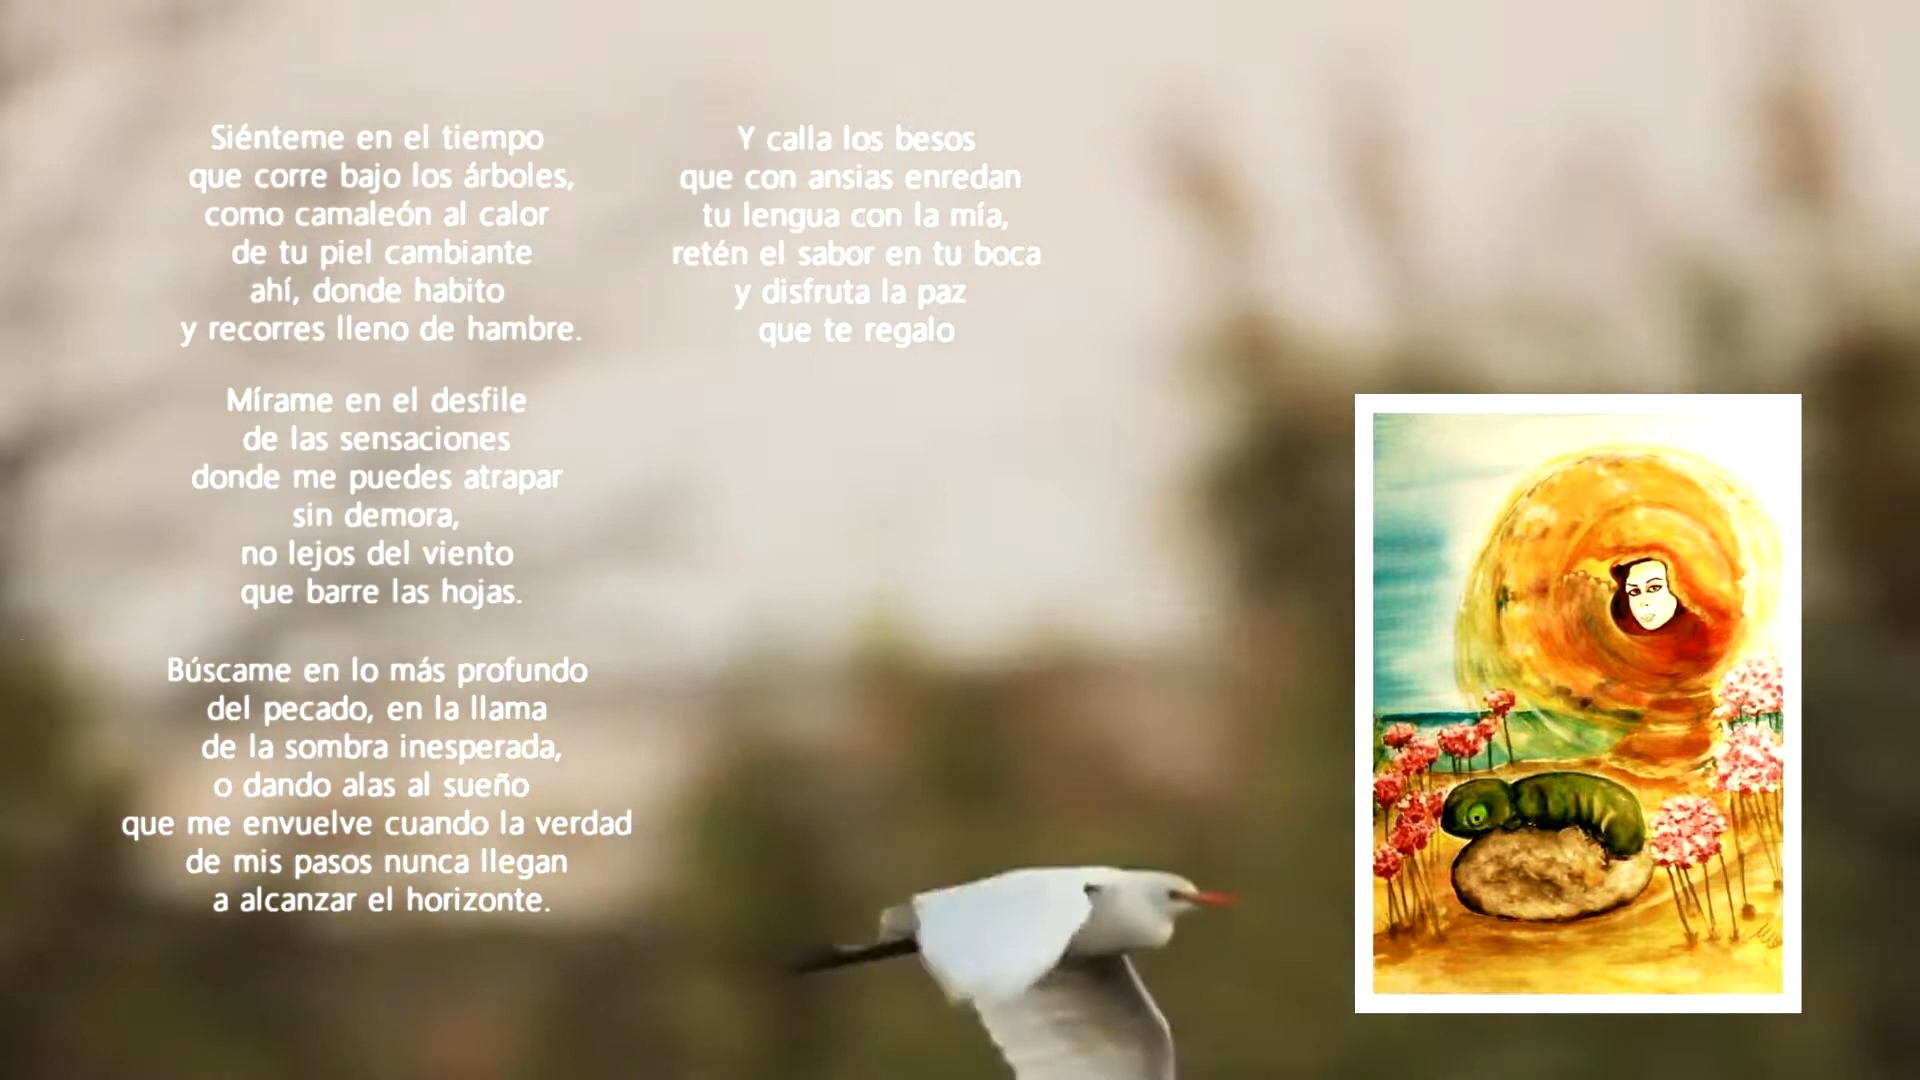 Siénteme en el tiempo
que corre bajo los árboles,
como camaleón al calor
de tu piel cambiante
ahí, donde habito
y recorres lleno de hambre.
Mírame en el desfile
de las sensaciones
donde me puedes atrapar
sin demora,
no lejos del viento
que barre las hojas.
Búscame en lo más profundo
del pecado, en la llama
de la sombra inesperada,
o dando alas al sueño
que me envuelve cuando la verdad
de mis pasos nunca llegan
a alcanzar el horizonte.
Y calla los besos
que con ansias enredan
tu lengua con la mía,
retén el sabor en tu boca
y disfruta la paz
que te regalo